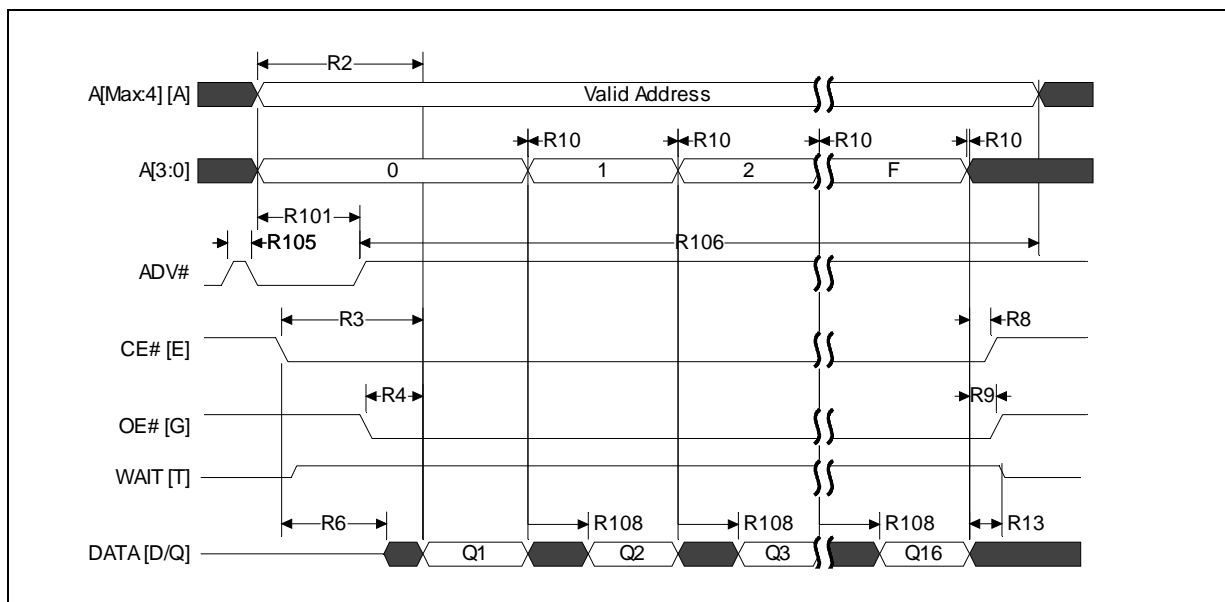 R2
A[Max:4] [A]
Valid Address
R10 R10 R10 R10
A[3:0]
0 1 2 F
R101
R105
R106
ADV#
R3
R8
CE# [E]
R4
R9
OE# [G]
WAIT [T]
R6
R108 R108 R108
R13
DATA [D/Q]
Q1 Q2 Q3 Q16